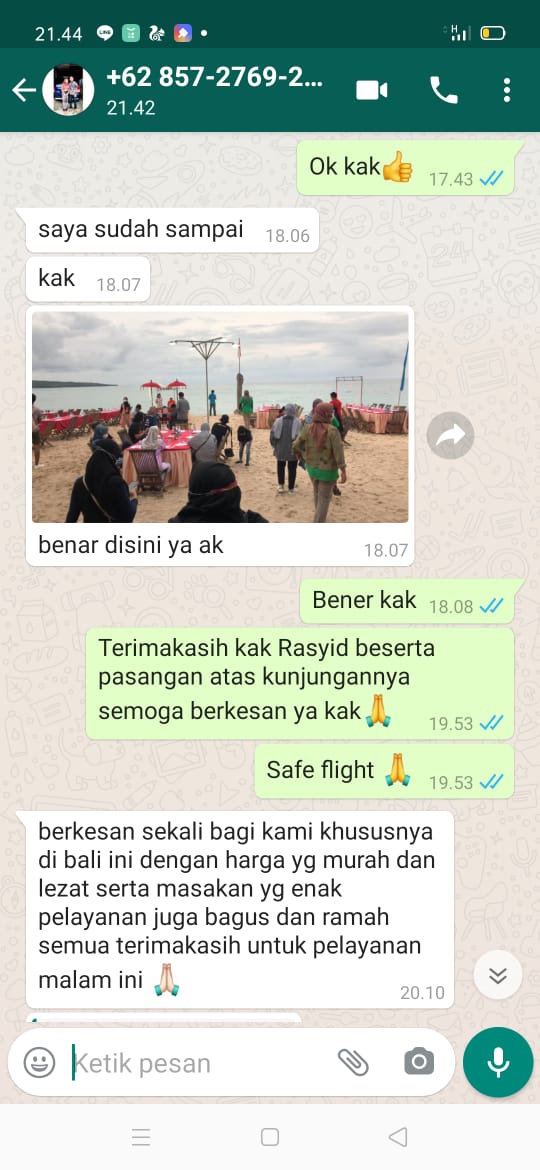 21.44
+62 857-2769-2...
21.42
Ok kak👍 17.43
saya sudah sampai 18.06
kak 18.07
benar disini ya ak 18.07
Bener kak 18.08
Terimakasih kak Rasyid beserta
pasangan atas kunjungannya
semoga berkesan ya kak🙏 19.53
Safe flight 🙏 19.53
berkesan sekali bagi kami khususnya
di bali ini dengan harga yg murah dan
lezat serta masakan yg enak
pelayanan juga bagus dan ramah
semua terimakasih untuk pelayanan
malam ini 🙏🏻 20.10
Ketik pesan